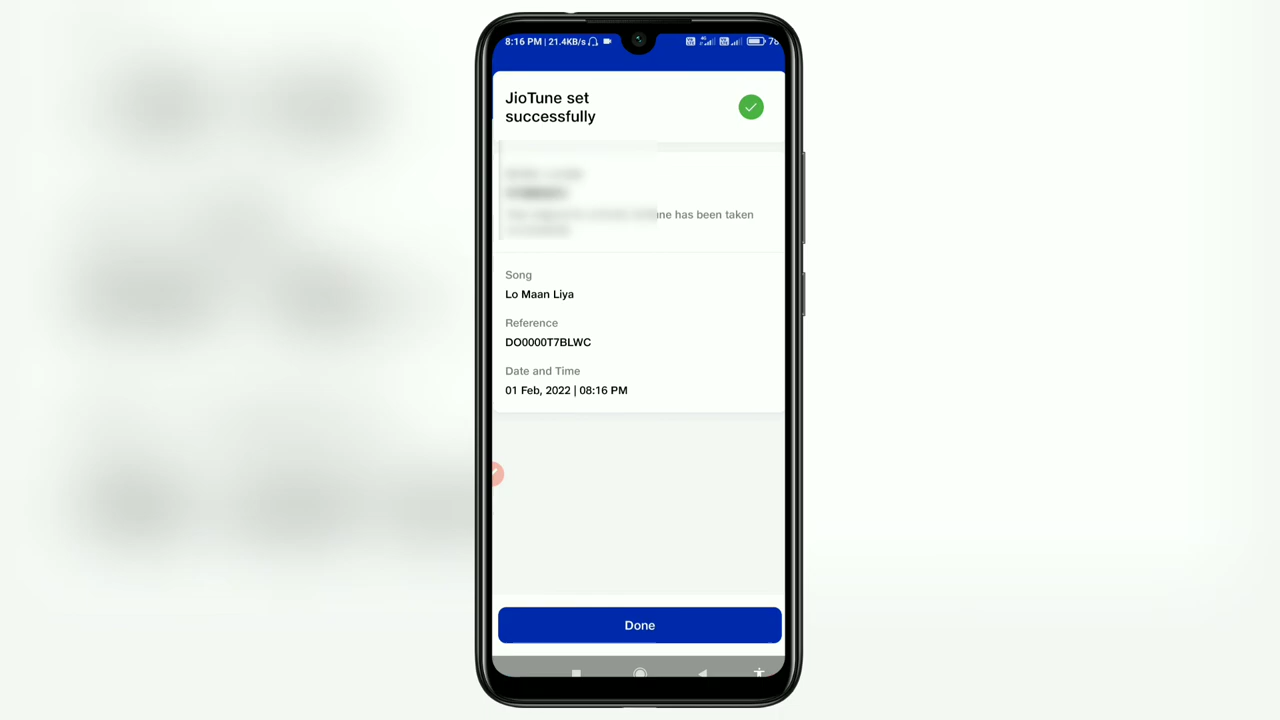 8:16 PM | 21.4KB/s 78
JioTune set
successfully
has been taken
Song
Lo Maan Liya
Reference
DO0000T7BLWC
Date and Time
01 Feb, 2022 | 08:16 PM
Done